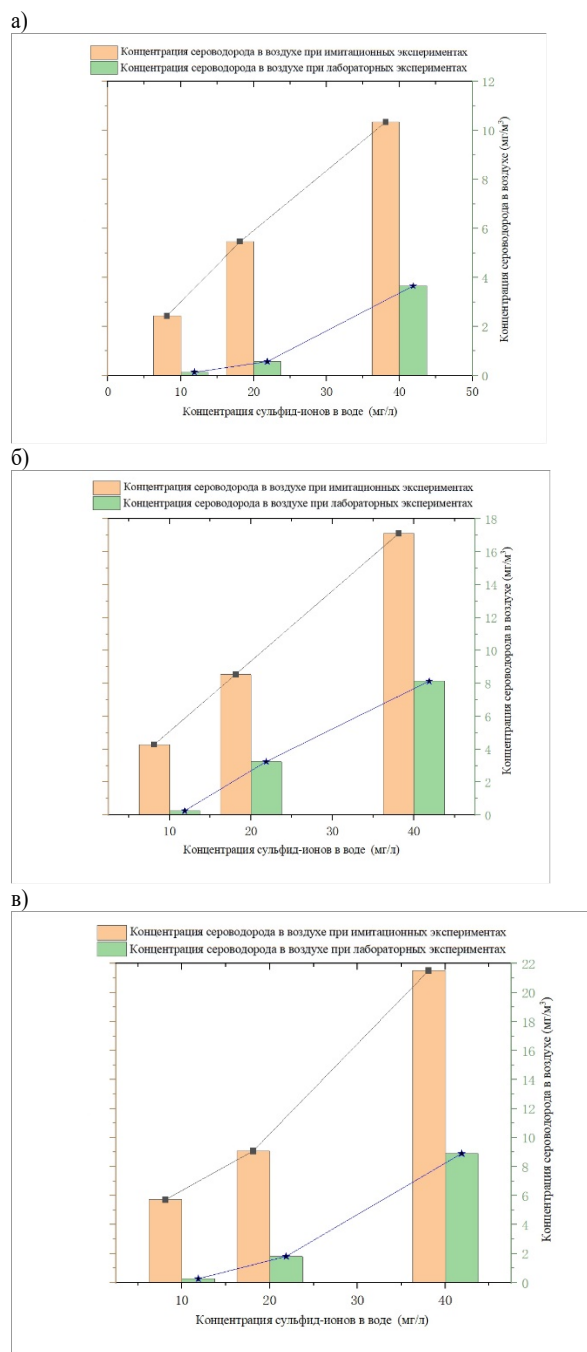 а)
Концентрация сероводорода в воздухе при имитационных экспериментах
Концентрация сероводорода в воздухе при лабораторных экспериментах
12
10
8
6
4
2
0
Концентрация сероводорода в воздухе (мг/м³)
0 10 20 30 40 50
Концентрация сульфид-ионов в воде (мг/л)
б)
Концентрация сероводорода в воздухе при имитационных экспериментах
Концентрация сероводорода в воздухе при лабораторных экспериментах
18
16
14
12
10
8
6
4
2
0
Концентрация сероводорода в воздухе (мг/м³)
10 20 30 40
Концентрация сульфид-ионов в воде (мг/л)
в)
Концентрация сероводорода в воздухе при имитационных экспериментах
Концентрация сероводорода в воздухе при лабораторных экспериментах
22
20
18
16
14
12
10
8
6
4
2
0
Концентрация сероводорода в воздухе (мг/м³)
10 20 30 40
Концентрация сульфид-ионов в воде (мг/л)